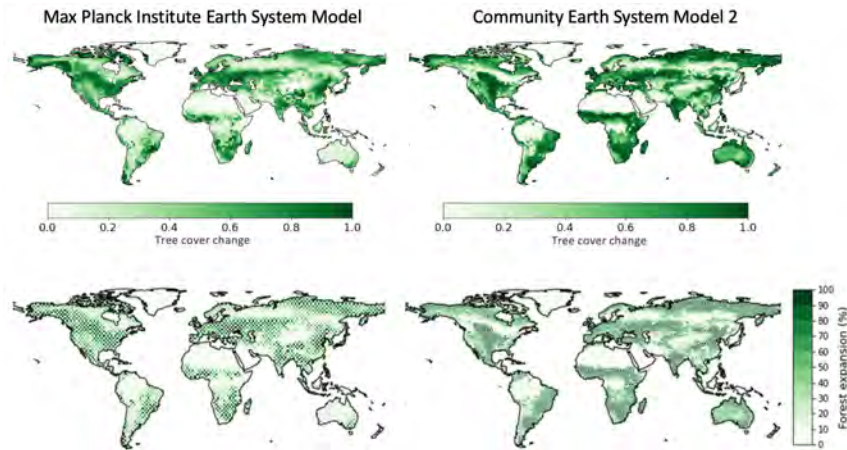 Max Planck Institute Earth System Model
Community Earth System Model 2
0.0 0.2 0.4 0.6 0.8 1.0
Tree cover change
0.0 0.2 0.4 0.6 0.8 1.0
Tree cover change
100
90
80
70
60
50
40
30
20
10
0
Forest expansion (%)